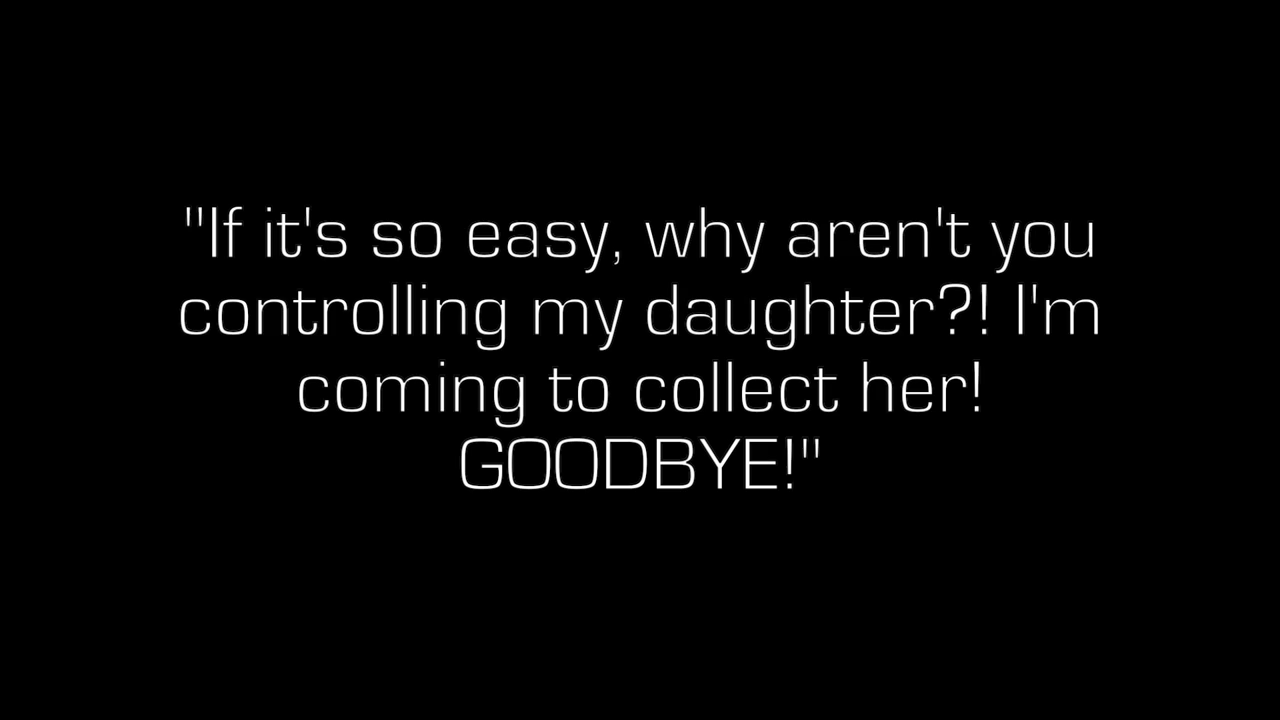 "If it's so easy, why aren't you
controlling my daughter?! I'm
coming to collect her!
GOODBYE!"